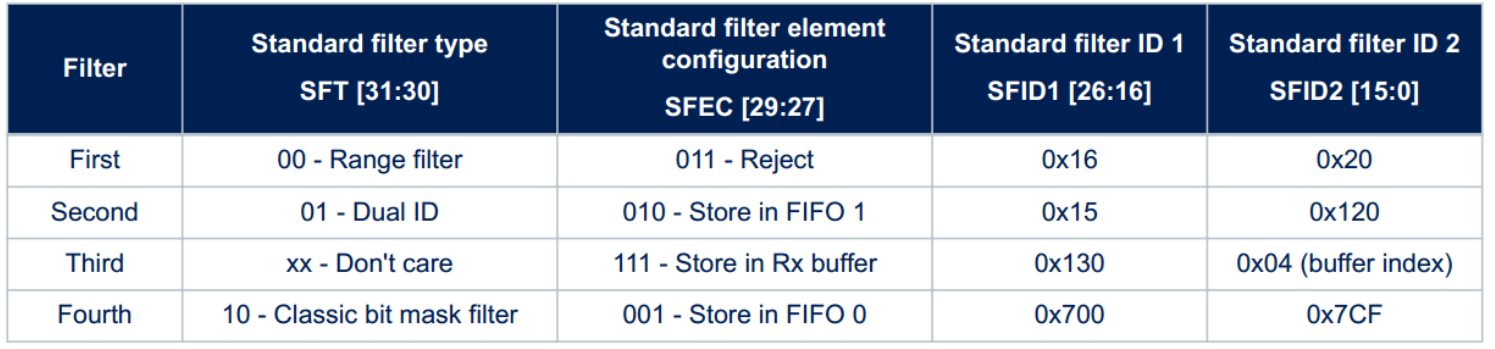 Filter
Standard filter type
SFT [31:30]
Standard filter element
configuration
SFEC [29:27]
Standard filter ID 1
SFID1 [26:16]
Standard filter ID 2
SFID2 [15:0]
First 00 - Range filter 011 - Reject 0x16 0x20
Second 01 - Dual ID 010 - Store in FIFO 1 0x15 0x120
Third xx - Don't care 111 - Store in Rx buffer 0x130 0x04 (buffer index)
Fourth 10 - Classic bit mask filter 001 - Store in FIFO 0 0x700 0x7CF